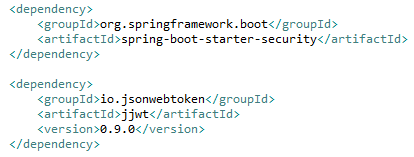 <dependency>
    <groupId>org.springframework.boot</groupId>
    <artifactId>spring-boot-starter-security</artifactId>
</dependency>

<dependency>
    <groupId>io.jsonwebtoken</groupId>
    <artifactId>jjwt</artifactId>
    <version>0.9.0</version>
</dependency>